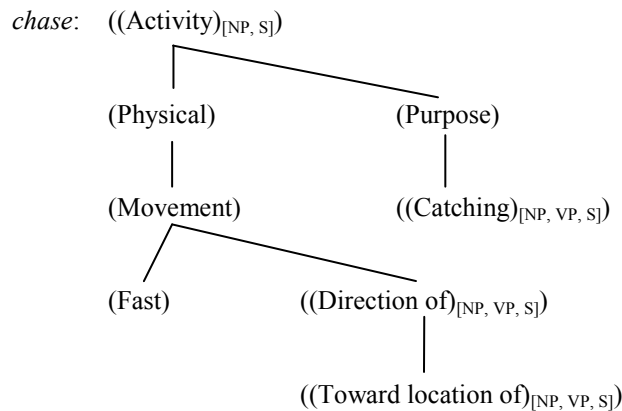 chase: ((Activity)[NP, S])
(Physical) (Purpose)
(Movement) ((Catching)[NP, VP, S])
(Fast) ((Direction of)[NP, VP, S])
((Toward location of)[NP, VP, S])